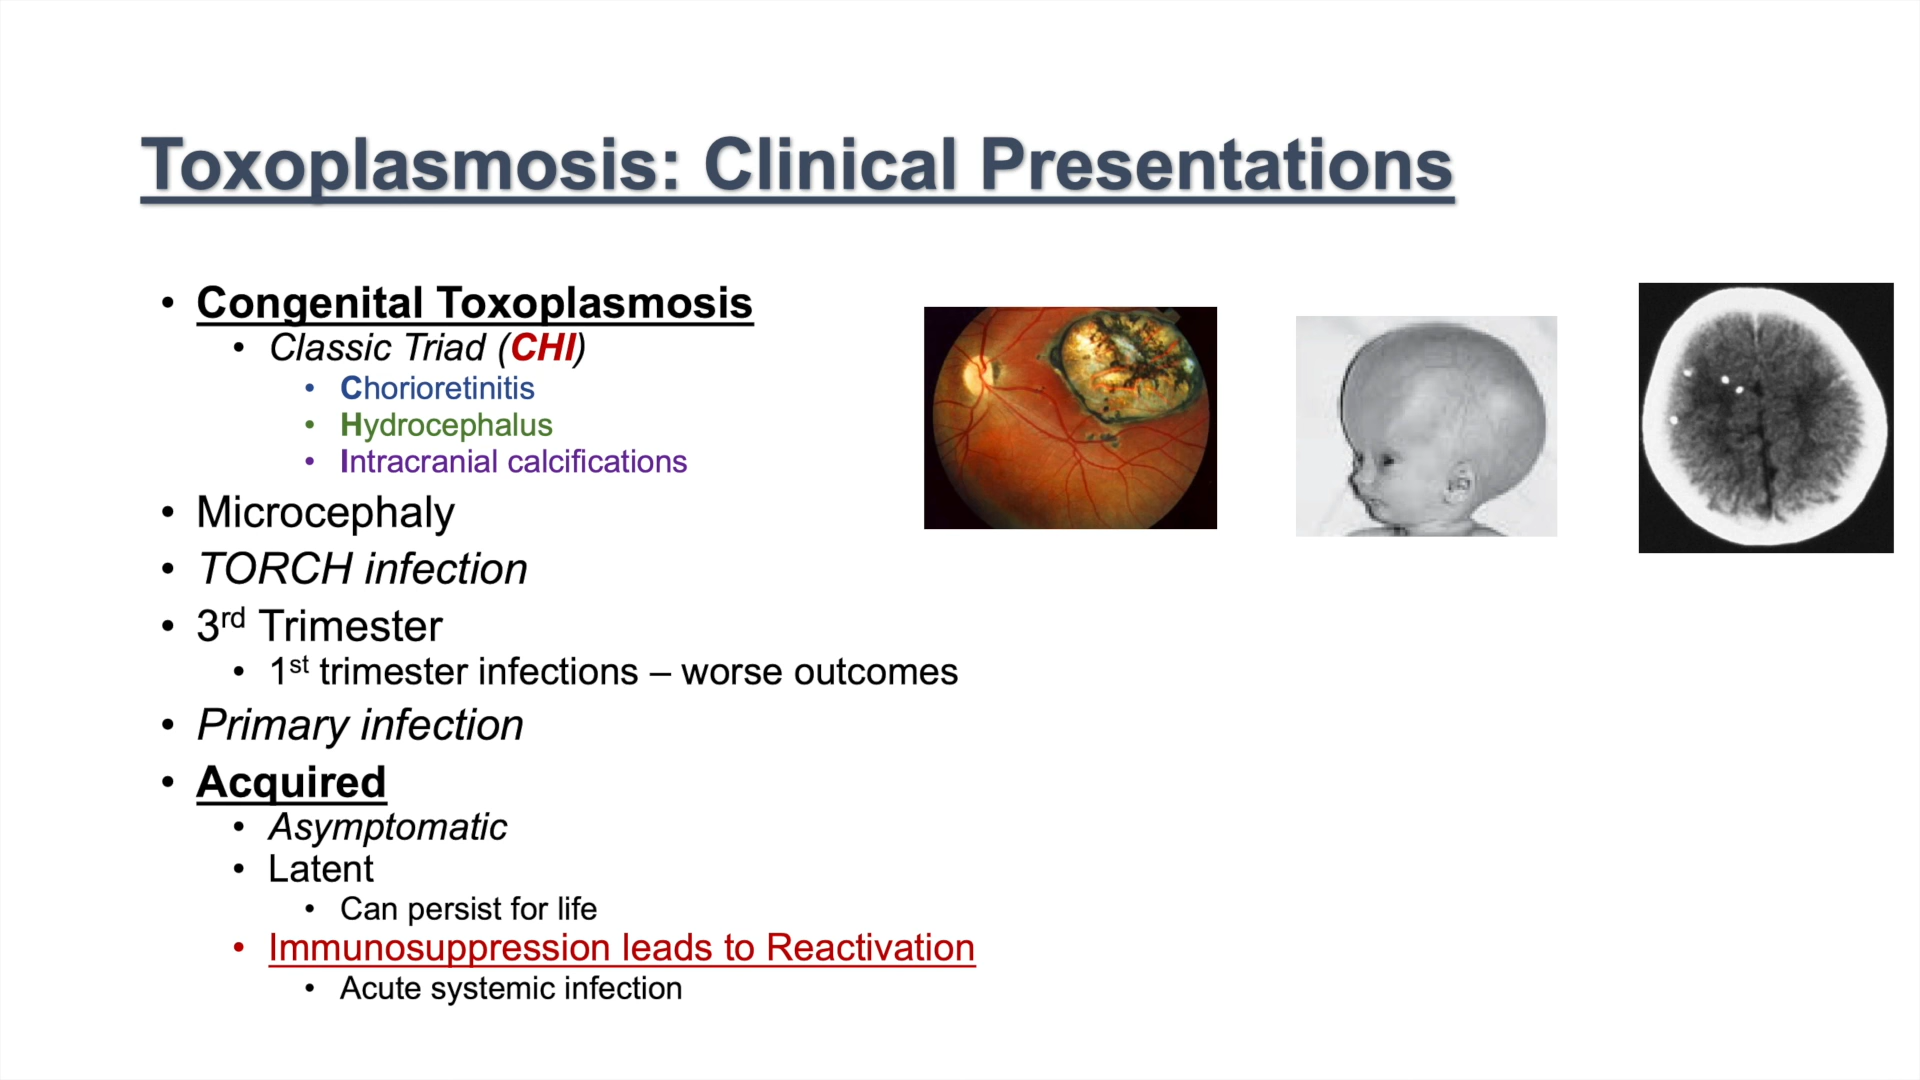 Toxoplasmosis: Clinical Presentations
• Congenital Toxoplasmosis
• Classic Triad (CHI)
• Chorioretinitis
• Hydrocephalus
• Intracranial calcifications
• Microcephaly
• TORCH infection
• 3rd Trimester
• 1st trimester infections – worse outcomes
• Primary infection
• Acquired
• Asymptomatic
• Latent
• Can persist for life
• Immunosuppression leads to Reactivation
• Acute systemic infection